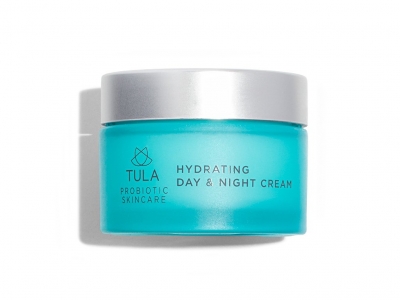 TULA
PROBIOTIC
SKINCARE
HYDRATING
DAY & NIGHT CREAM